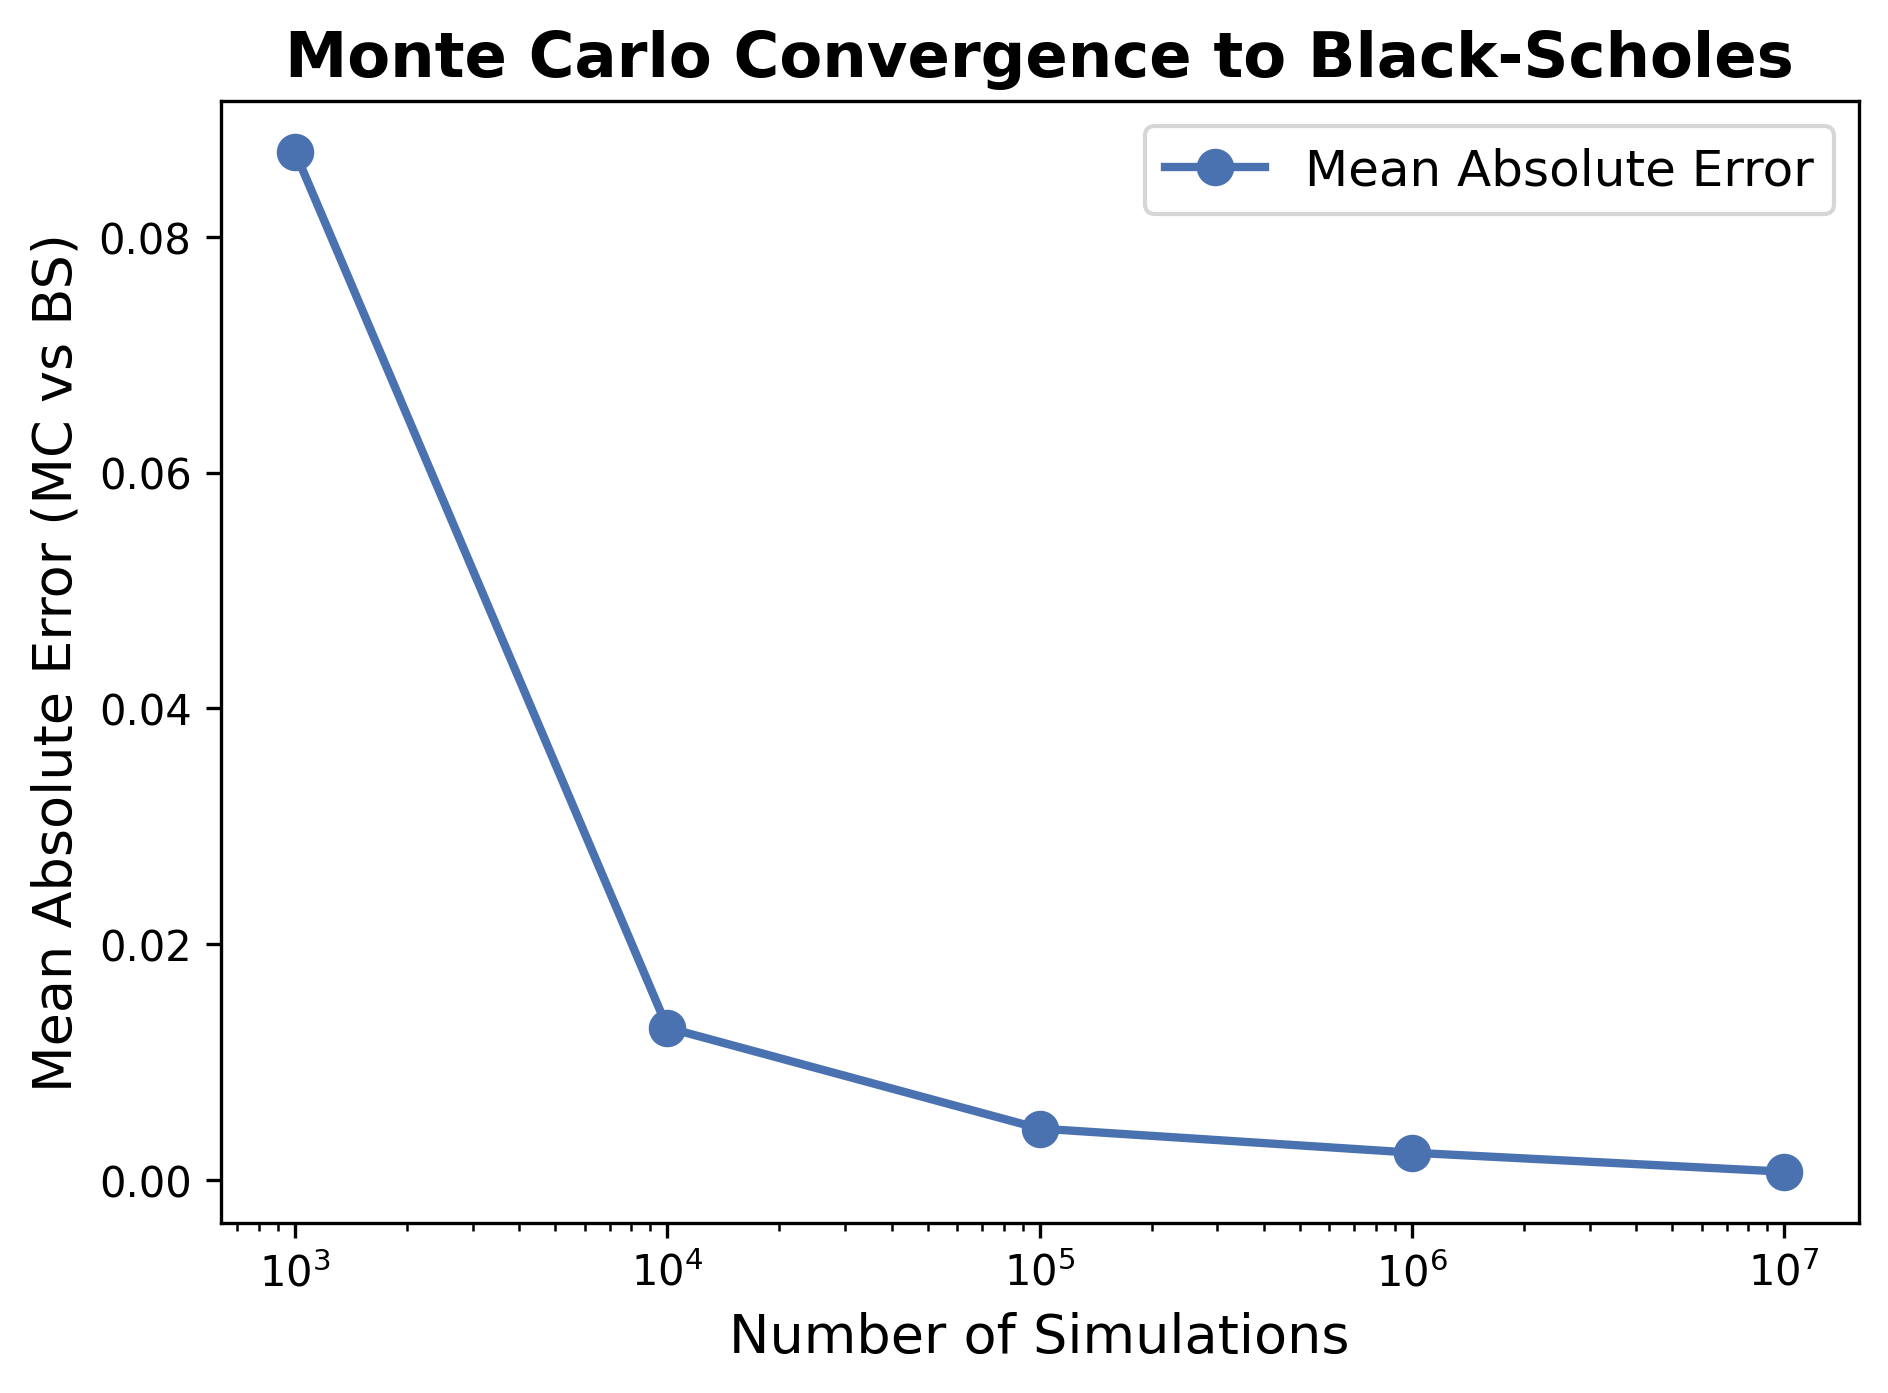 Monte Carlo Convergence to Black-Scholes
Mean Absolute Error
Mean Absolute Error (MC vs BS)
0.08
0.06
0.04
0.02
0.00
10³ 10⁴ 10⁵ 10⁶ 10⁷
Number of Simulations